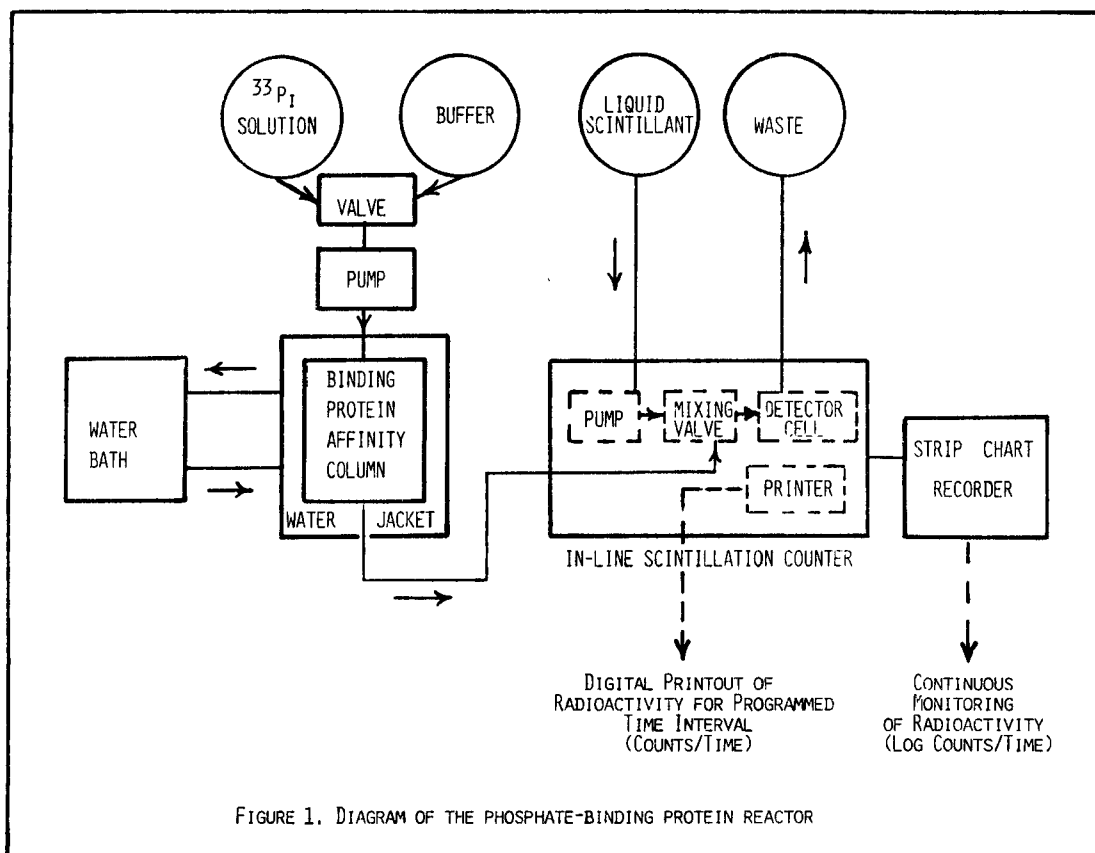 33PI
SOLUTION
BUFFER
LIQUID
SCINTILLANT
WASTE
VALVE
PUMP
WATER
BATH
BINDING
PROTEIN
AFFINITY
COLUMN
WATER JACKET
PUMP
MIXING
VALVE
DETECTOR
CELL
PRINTER
STRIP CHART
RECORDER
IN-LINE SCINTILLATION COUNTER
DIGITAL PRINTOUT OF
RADIOACTIVITY FOR PROGRAMMED
TIME INTERVAL
(COUNTS/TIME)
CONTINUOUS
MONITORING
OF RADIOACTIVITY
(LOG COUNTS/TIME)
FIGURE 1. DIAGRAM OF THE PHOSPHATE-BINDING PROTEIN REACTOR